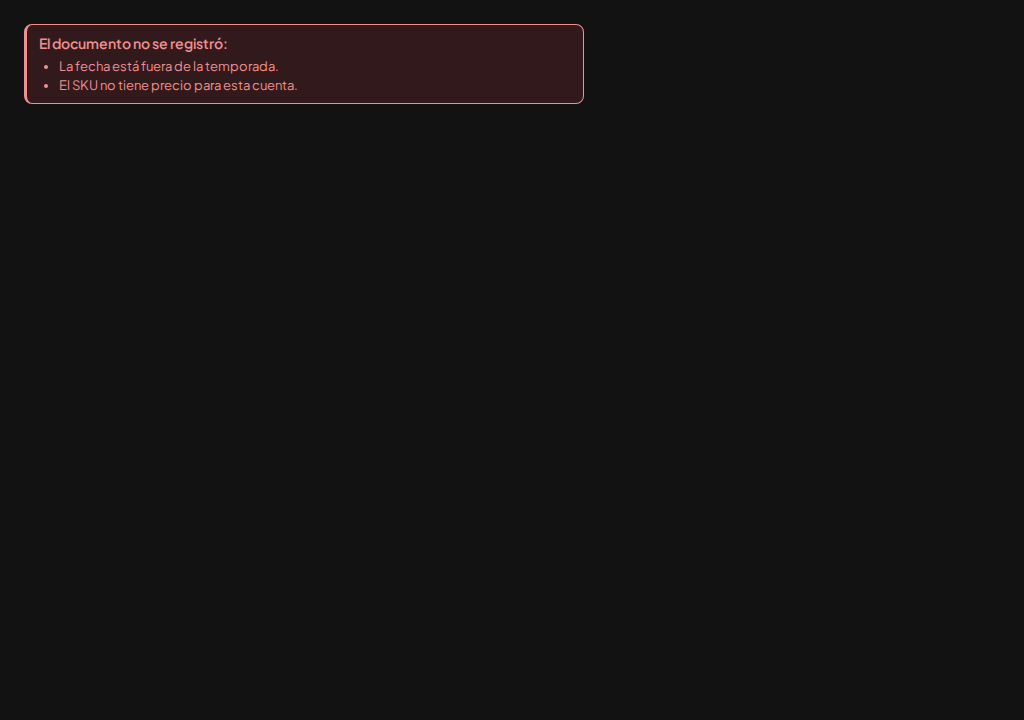 El documento no se registró:
La fecha está fuera de la temporada.
El SKU no tiene precio para esta cuenta.